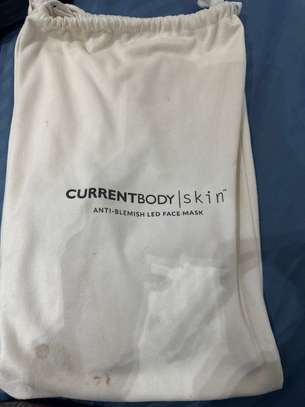 CURRENTBODY|skin™
ANTI-BLEMISH LED FACE MASK